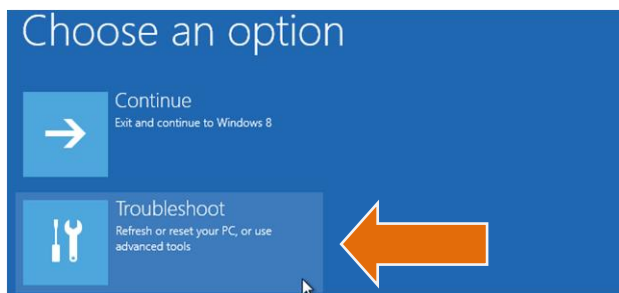 Choose an option
Continue
Exit and continue to Windows 8
Troubleshoot
Refresh or reset your PC, or use
advanced tools